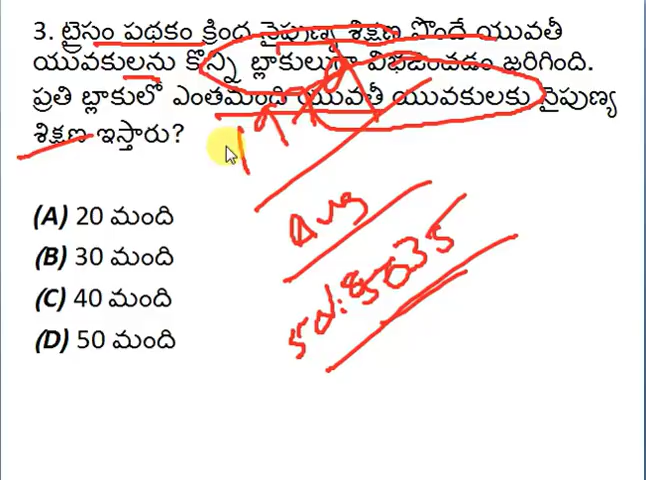 3. ట్రైసం పథకం క్రింద నైపుణ్య శిక్షణ పొందే యువతీ
యువకులను కొన్ని బ్లాకులుగా విభజించడం జరిగింది.
ప్రతి బ్లాకులో ఎంతమంది యువతీ యువకులకు నైపుణ్య
శిక్షణ ఇస్తారు?
(A) 20 మంది
(B) 30 మంది
(C) 40 మంది
(D) 50 మంది
Aug